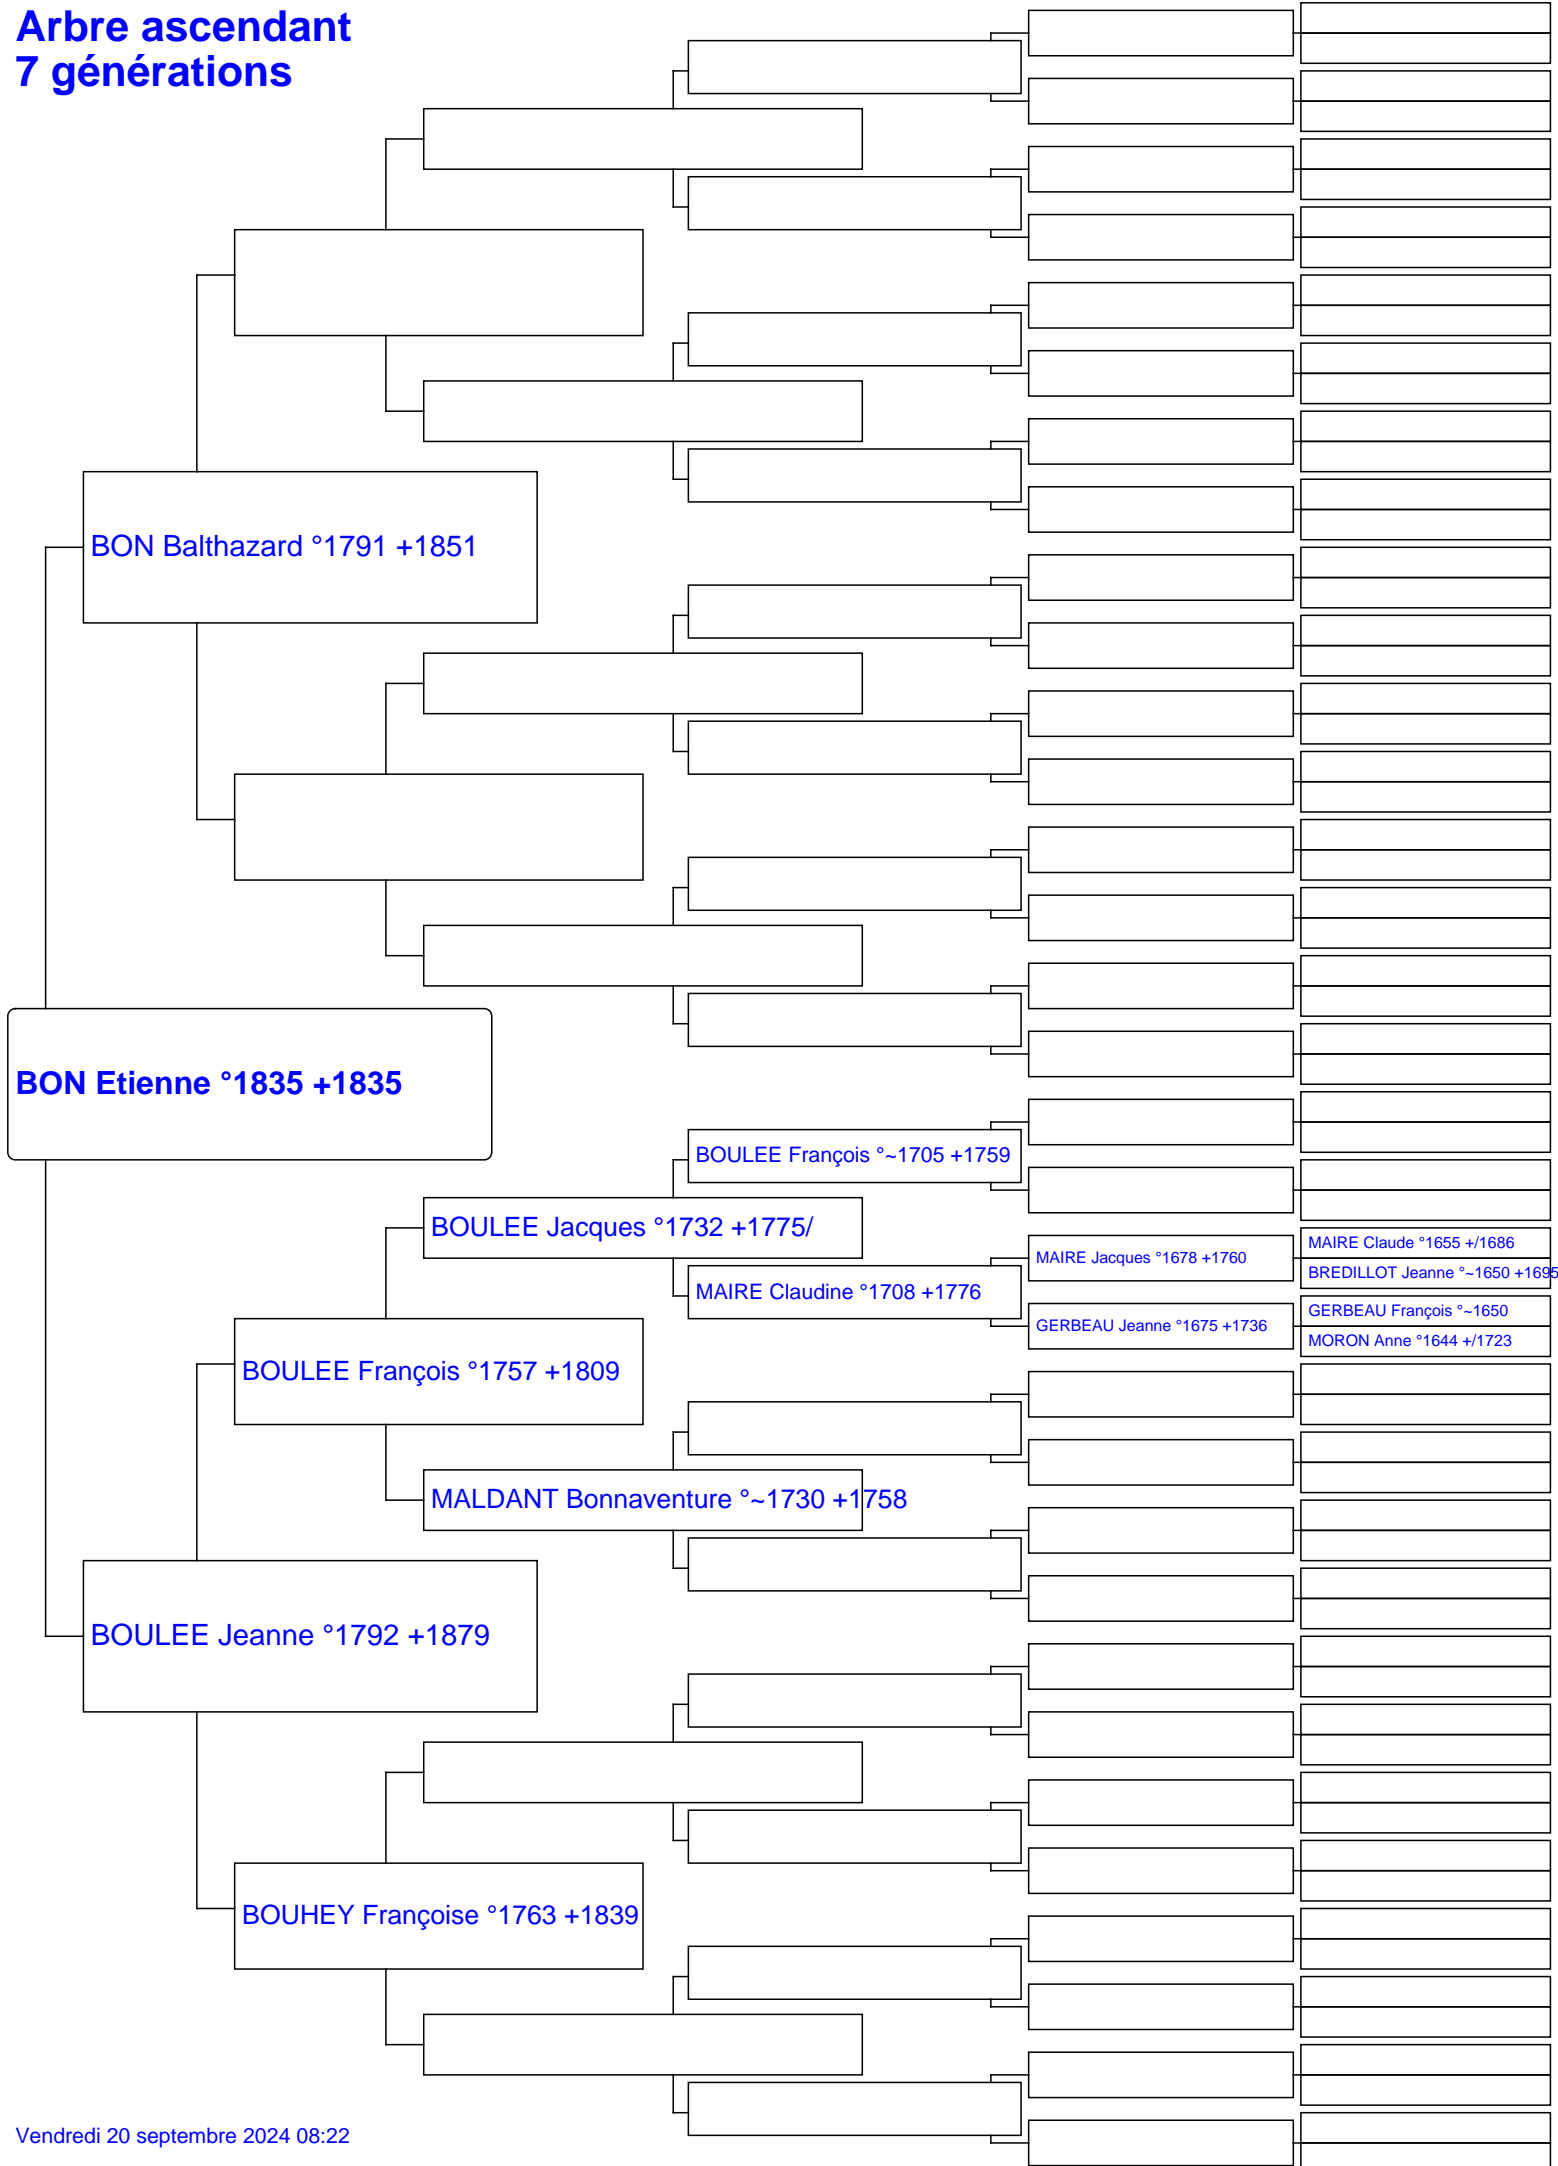 Arbre ascendant
7 générations
BON Balthazard °1791 +1851
BON Etienne °1835 +1835
BOULEE François °~1705 +1759
BOULEE Jacques °1732 +1775/
MAIRE Claude °1655 +/1686
MAIRE Jacques °1678 +1760
BREDILLOT Jeanne °~1650 +1695
MAIRE Claudine °1708 +1776
GERBEAU François °~1650
GERBEAU Jeanne °1675 +1736
MORON Anne °1644 +/1723
BOULEE François °1757 +1809
MALDANT Bonnaventure °~1730 +1758
BOULEE Jeanne °1792 +1879
BOUHEY Françoise °1763 +1839
Vendredi 20 septembre 2024 08:22